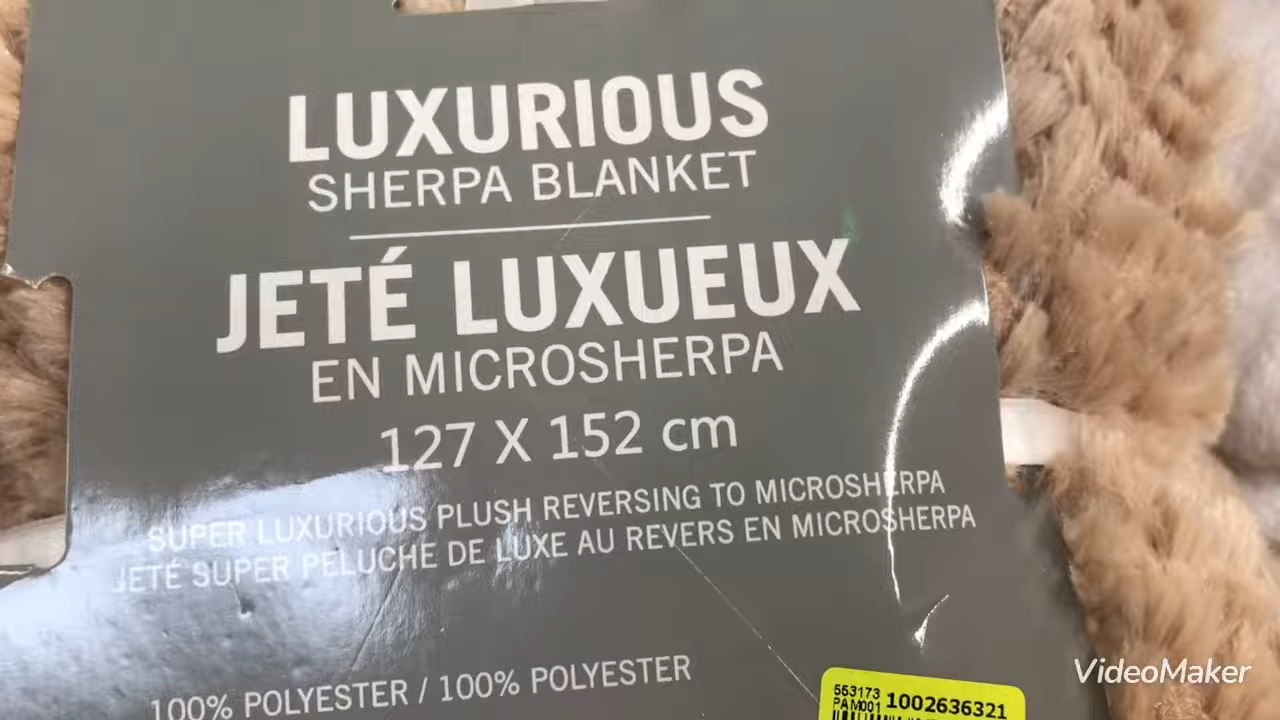 LUXURIOUS
SHERPA BLANKET
JETÉ LUXUEUX
EN MICROSHERPA
127 X 152 cm
SUPER LUXURIOUS PLUSH REVERSING TO MICROSHERPA
JETÉ SUPER PELUCHE DE LUXE AU REVERS EN MICROSHERPA
100% POLYESTER / 100% POLYESTER
553173
PAM001 1002636321
VideoMaker